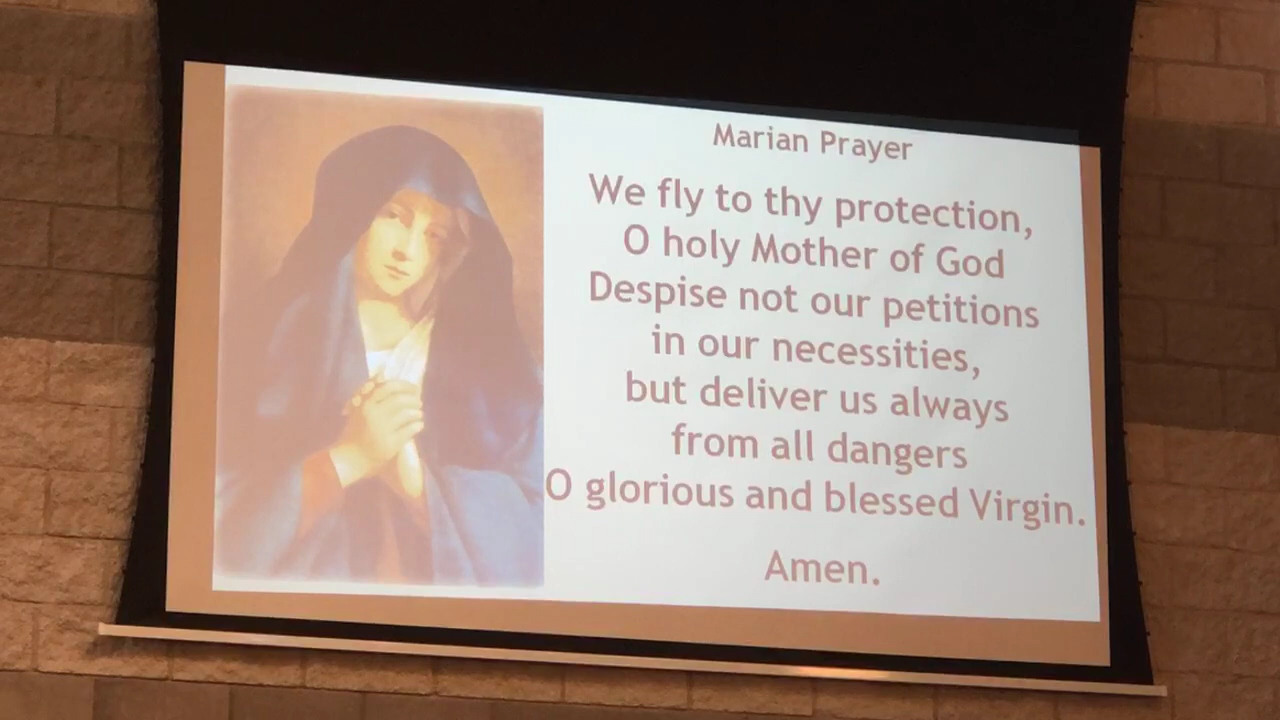 Marian Prayer
We fly to thy protection,
O holy Mother of God
Despise not our petitions
in our necessities,
but deliver us always
from all dangers
O glorious and blessed Virgin.
Amen.